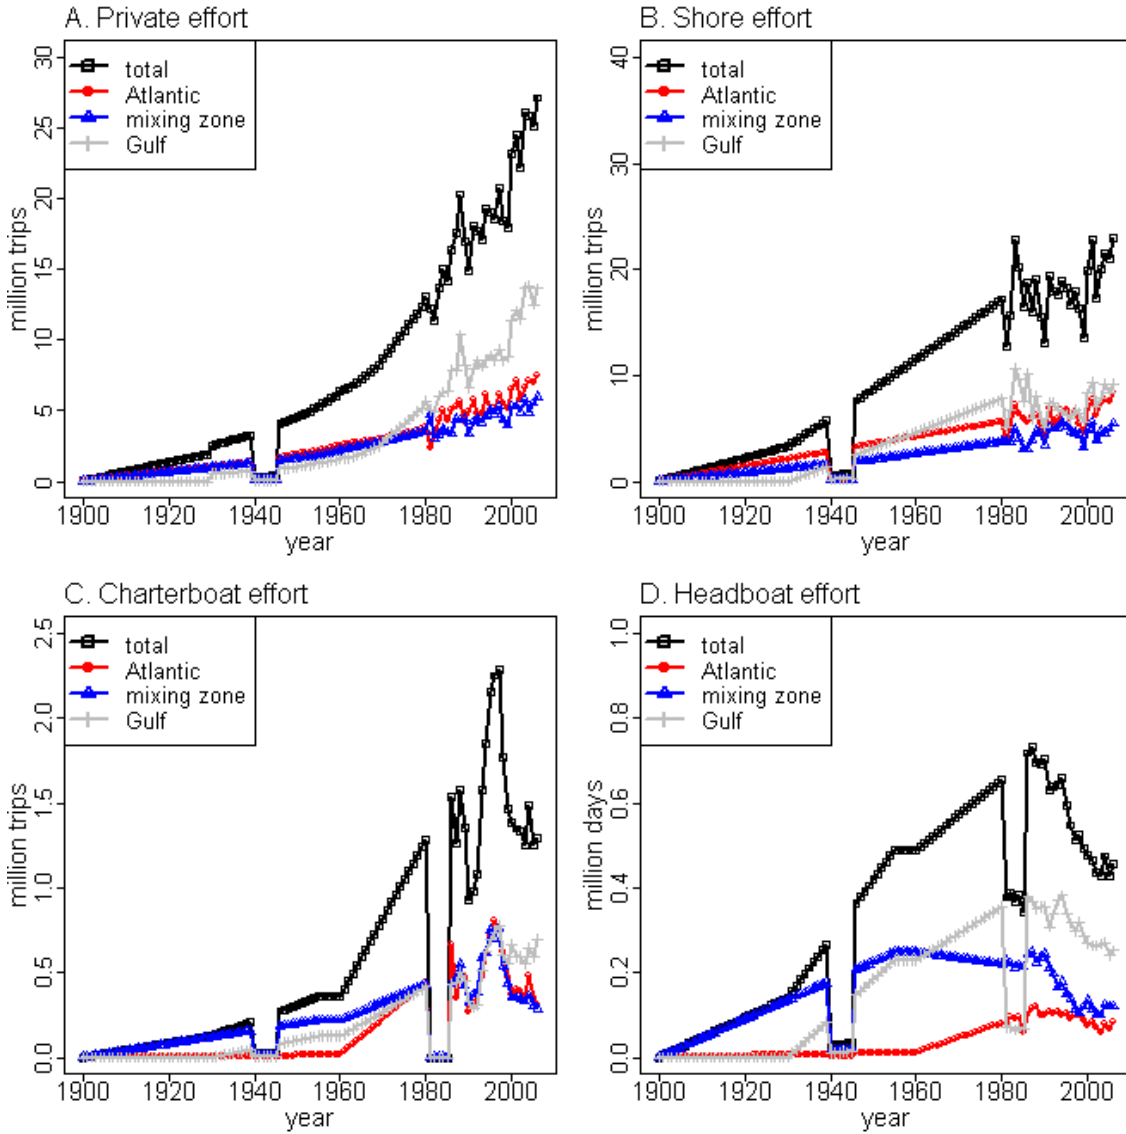 A. Private effort
total
Atlantic
mixing zone
Gulf
million trips
0 5 10 15 20 25 30
1900 1920 1940 1960 1980 2000
year
B. Shore effort
total
Atlantic
mixing zone
Gulf
million trips
0 10 20 30 40
1900 1920 1940 1960 1980 2000
year
C. Charterboat effort
total
Atlantic
mixing zone
Gulf
million trips
0.0 0.5 1.0 1.5 2.0 2.5
1900 1920 1940 1960 1980 2000
year
D. Headboat effort
total
Atlantic
mixing zone
Gulf
million days
0.0 0.2 0.4 0.6 0.8 1.0
1900 1920 1940 1960 1980 2000
year